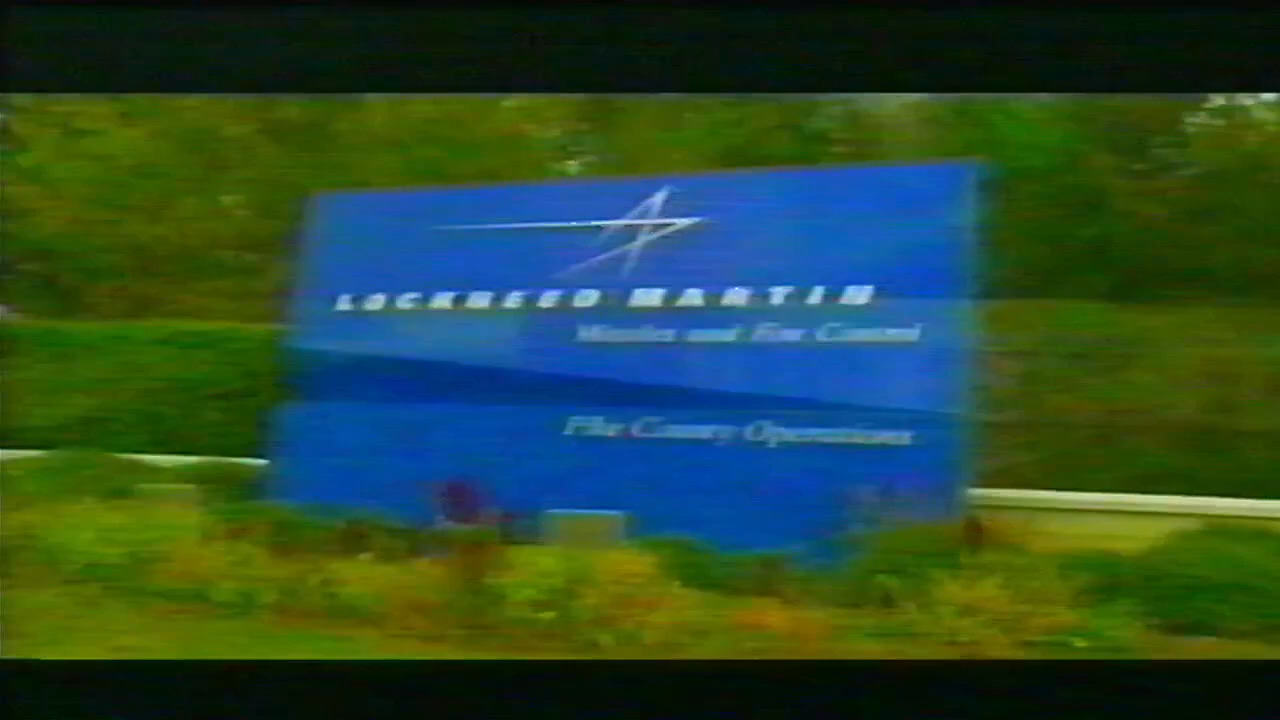 LOCKHEED MARTIN
Missiles and Fire Control
Pike County Operations